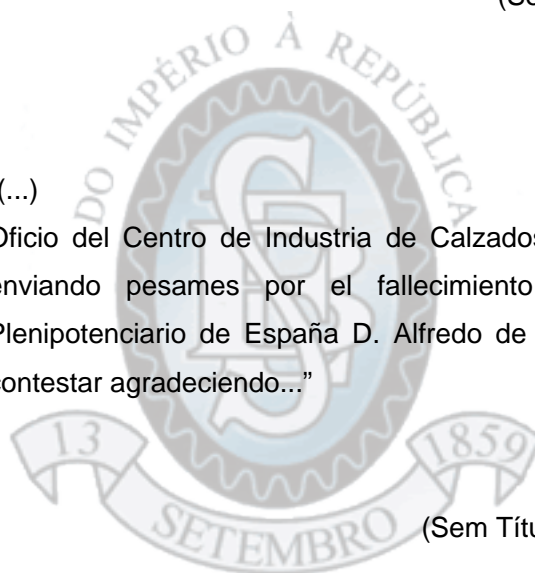 (Se
DO IMPÉRIO À REPÚBLICA
(...)
Oficio del Centro de Industria de Calzados
enviando pesames por el fallecimiento
Plenipotenciario de España D. Alfredo de
contestar agradeciendo...”
13 1859
SETEMBRO
(Sem Títu